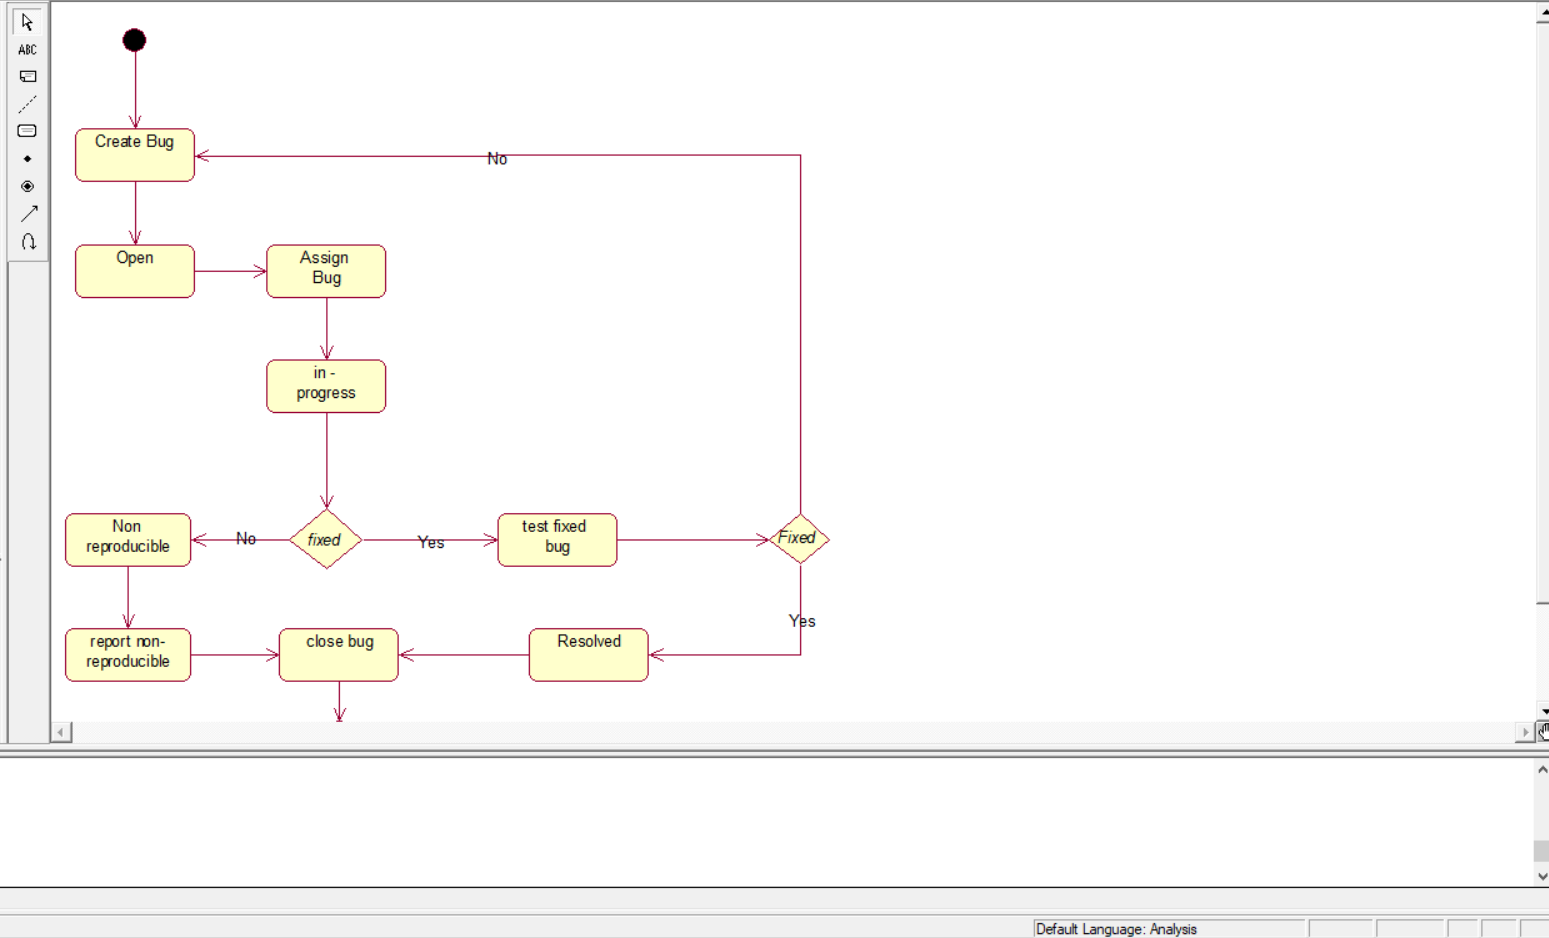 ABC
Create Bug
No
Open
Assign
Bug
in -
progress
Non
reproducible
No
fixed
Yes
test fixed
bug
Fixed
Yes
report non-
reproducible
close bug
Resolved
Default Language: Analysis